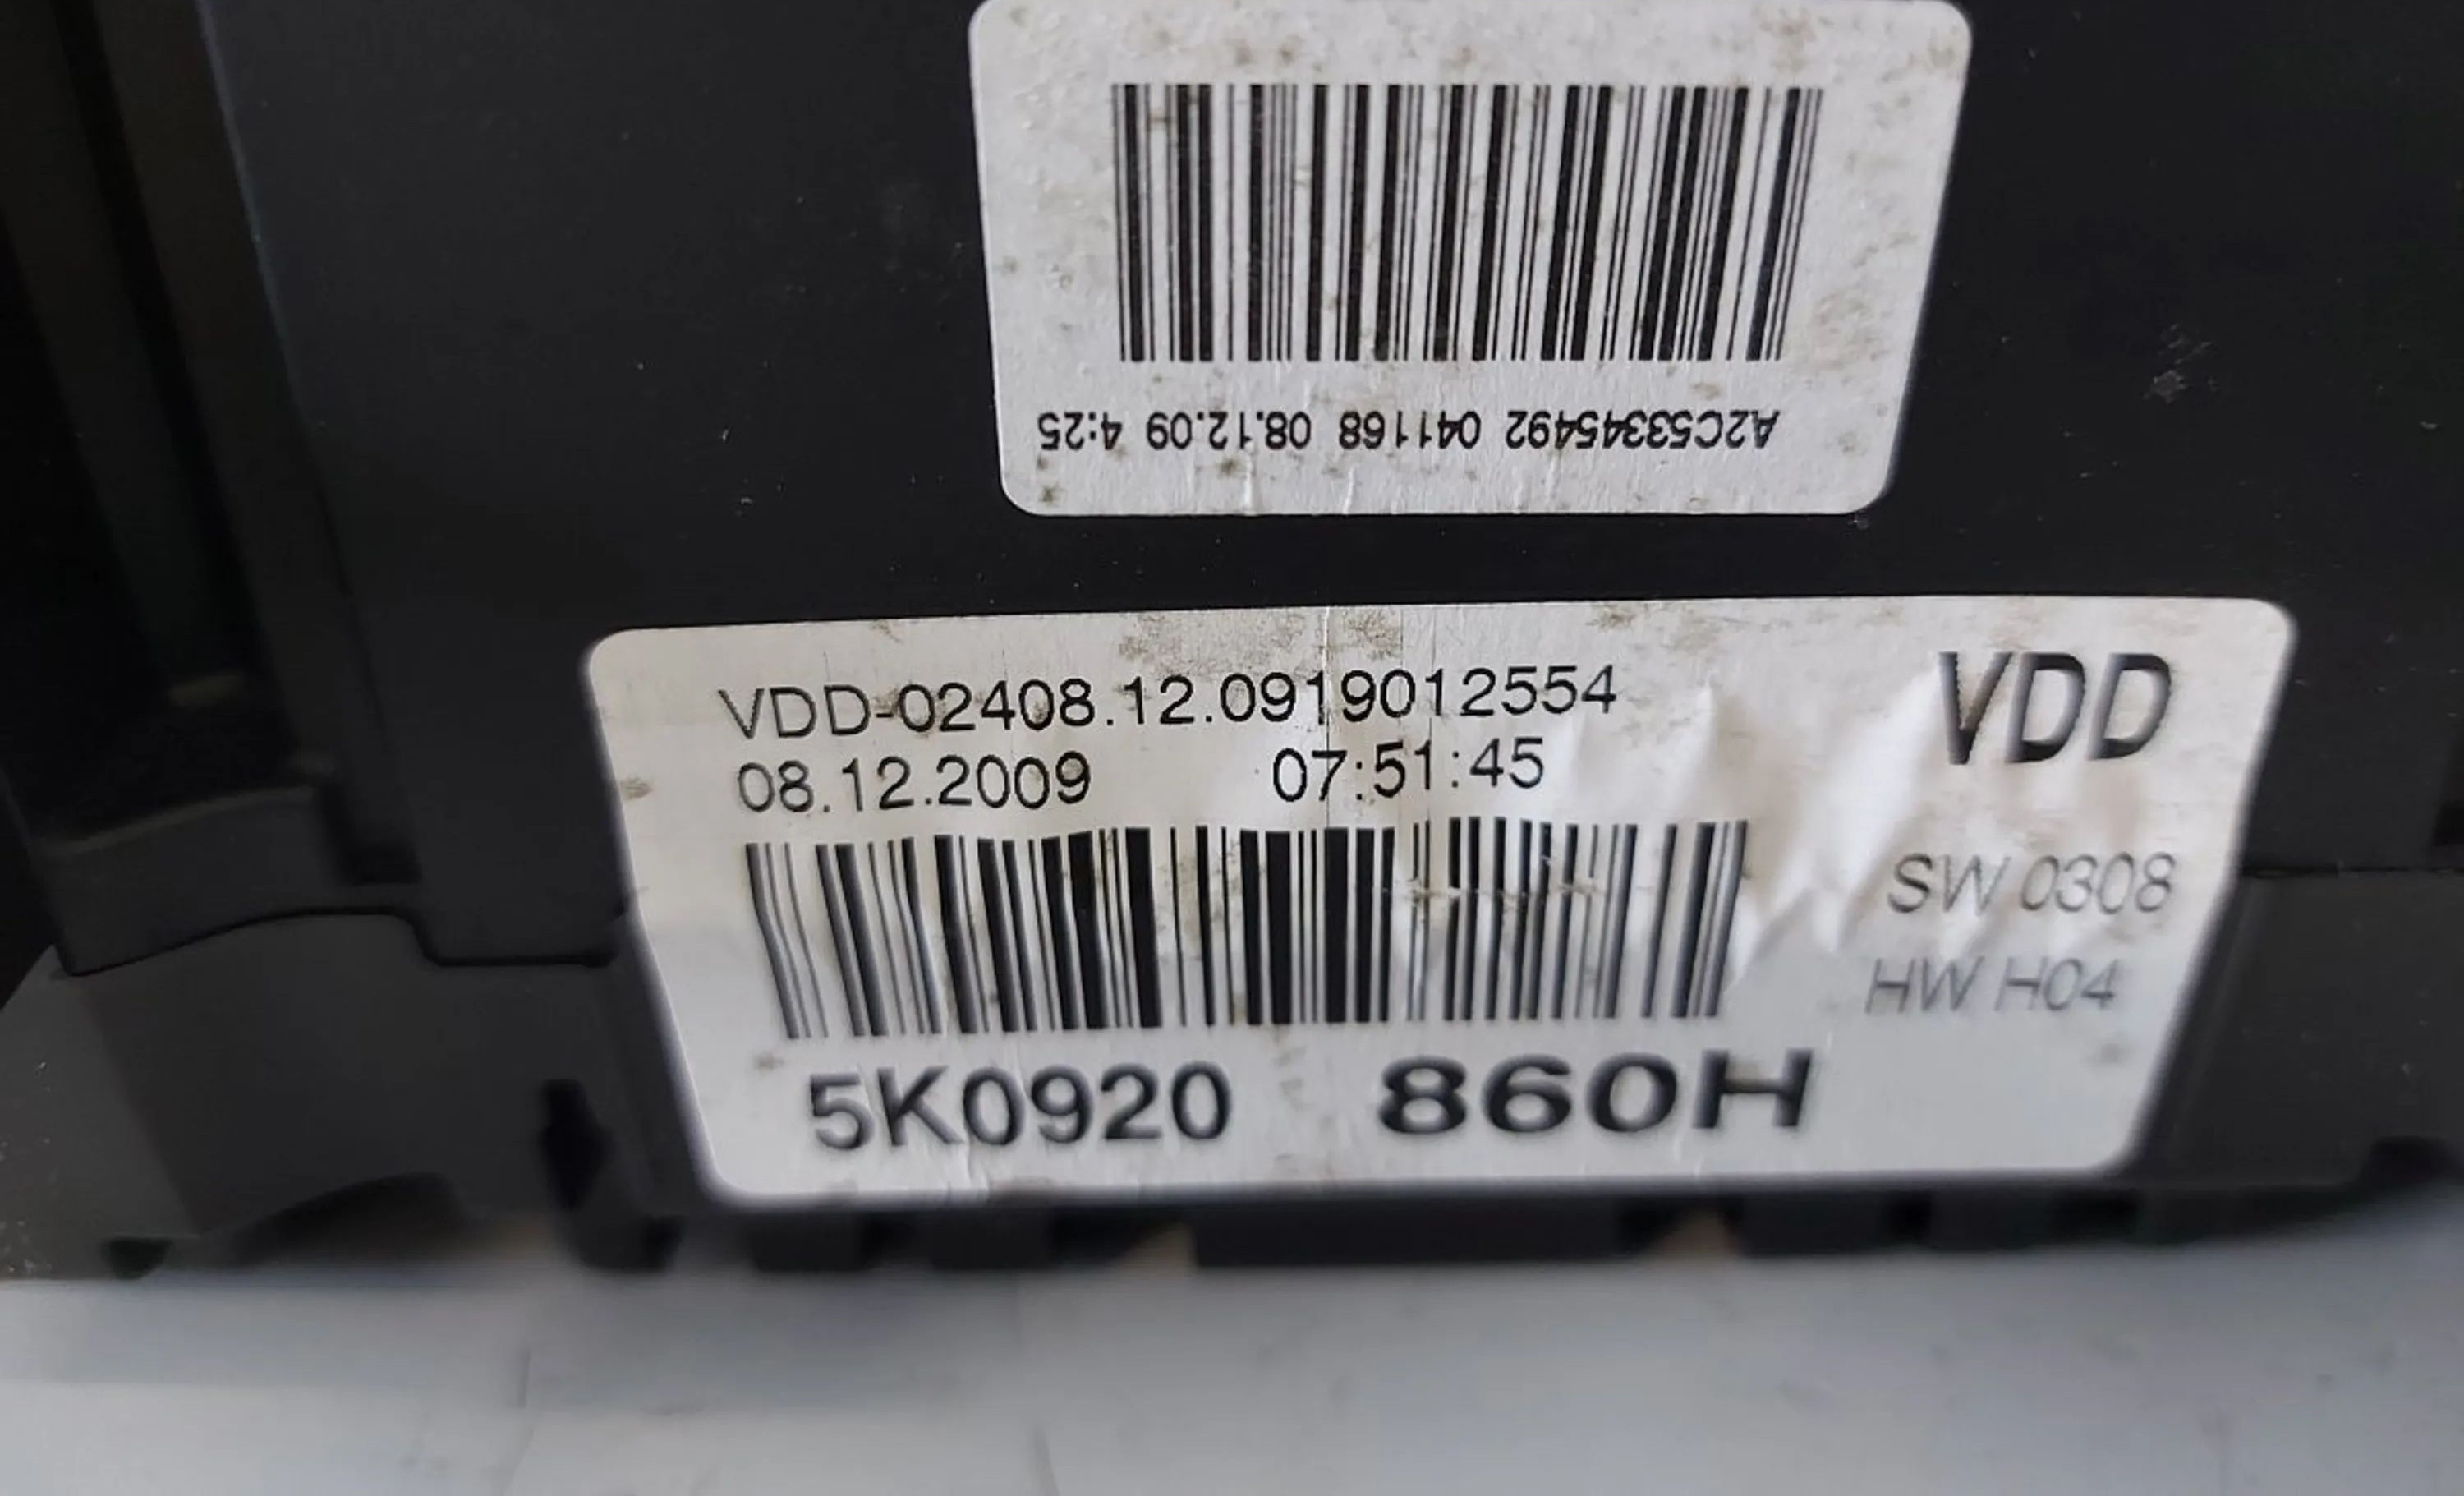 A2C53345492 041168 08.12.09 4:25
VDD-02408.12.0919012554
08.12.2009 07:51:45
VDD
SW 0308
HW H04
5K0920 860H